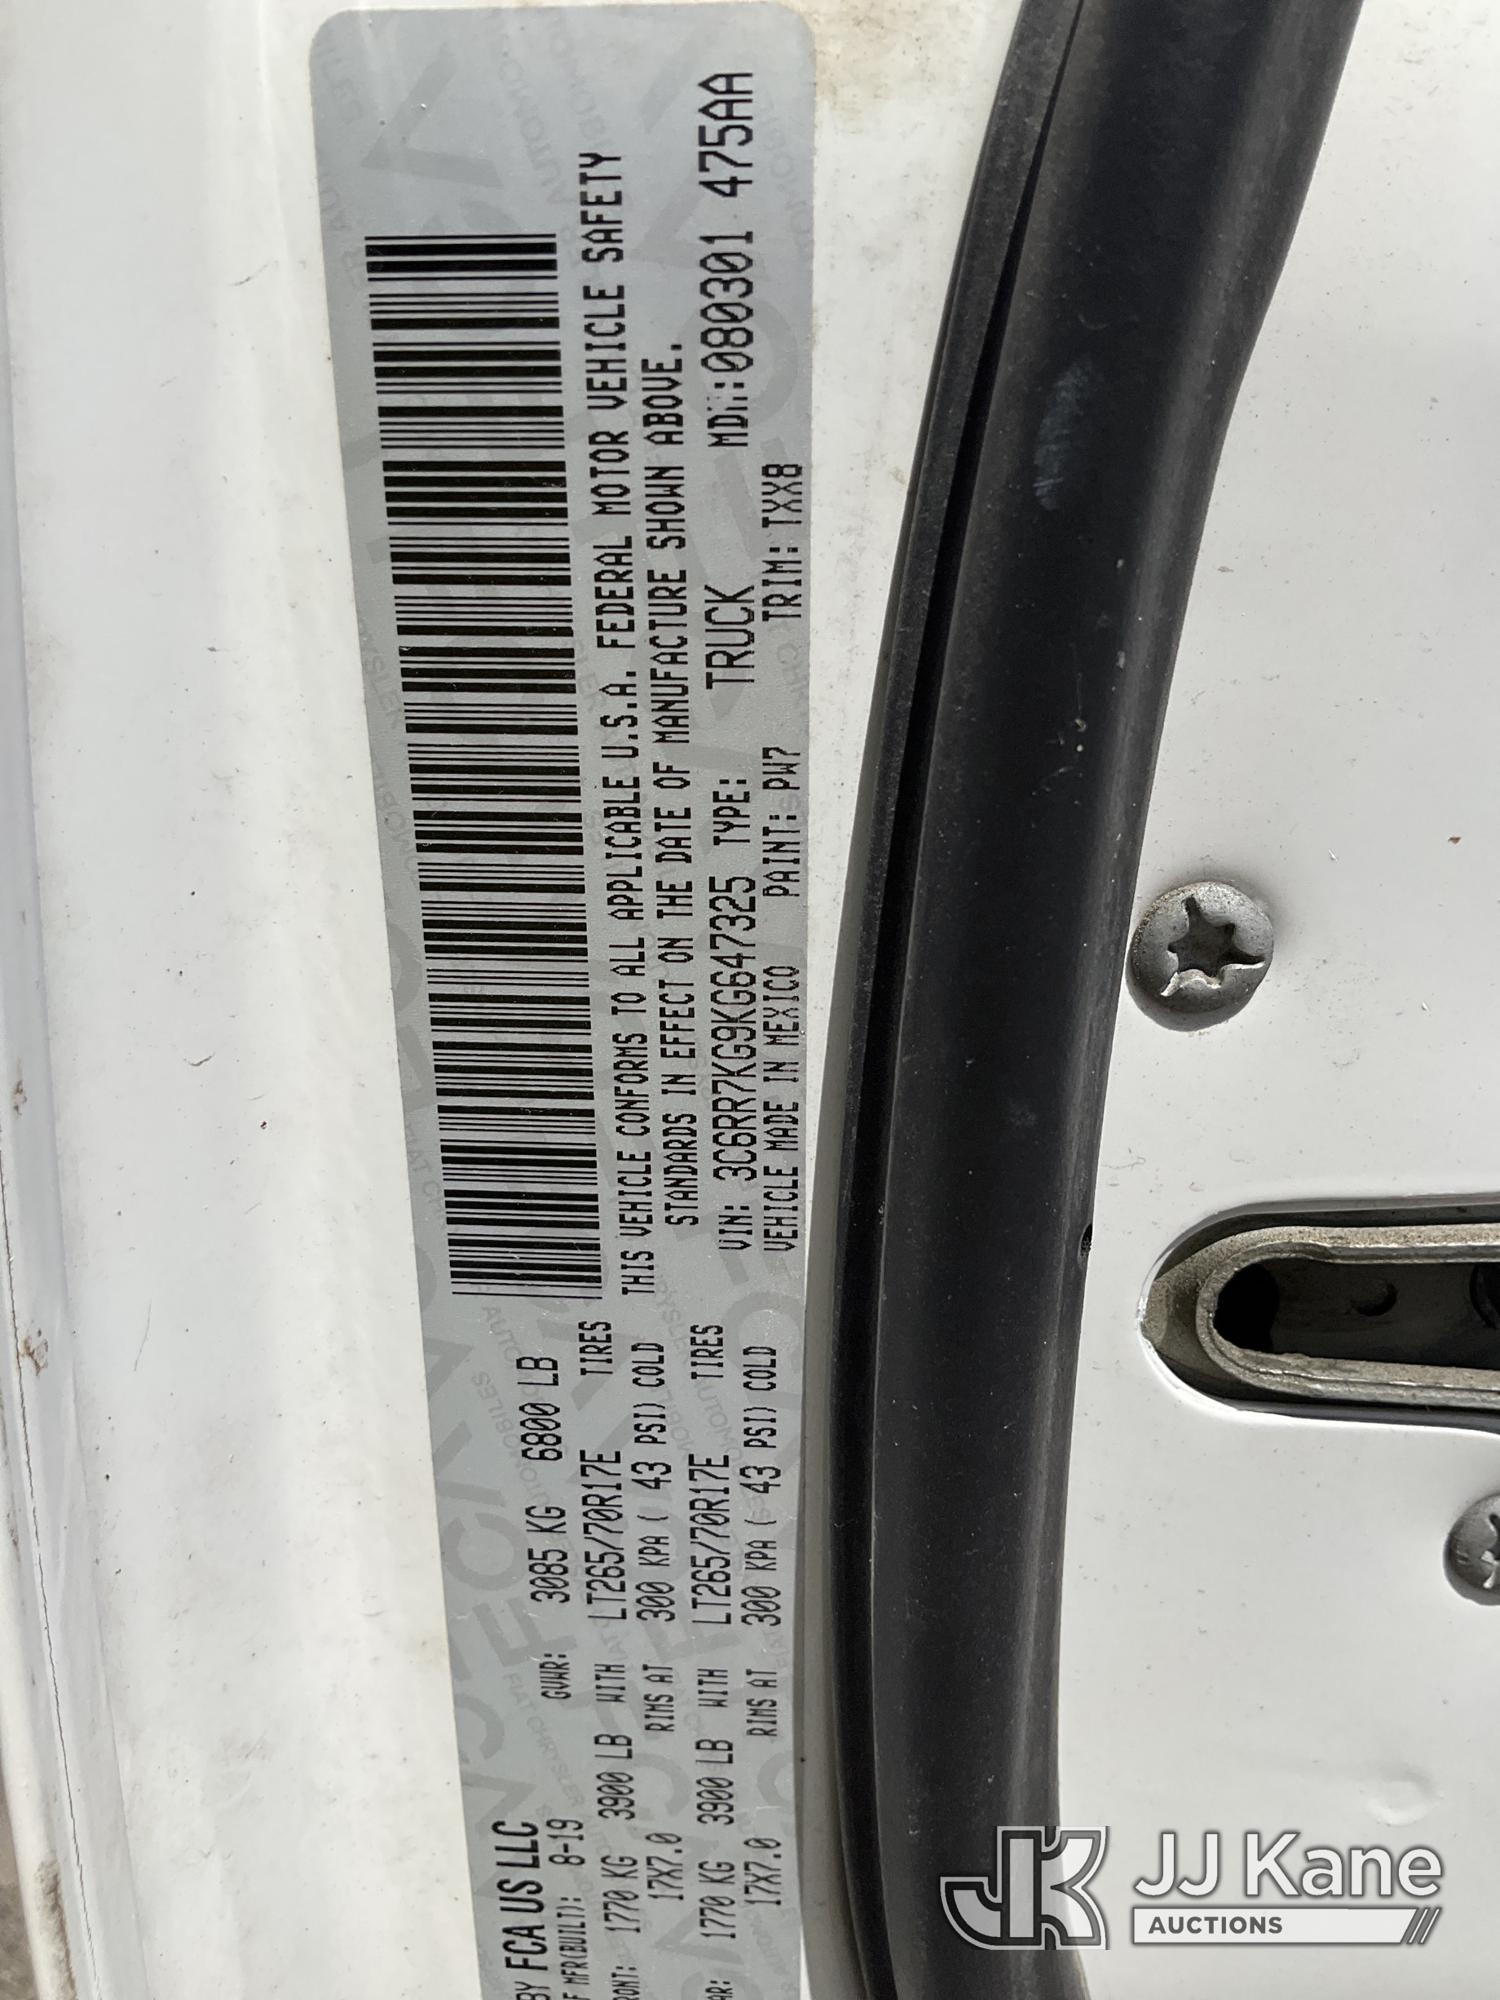 BY FCA US LLC
F MFR(BUILT): 8-19 GVWR: 3085 KG 6800 LB
RONT: 1770 KG 3900 LB WITH LT265/70R17E TIRES
17X7.0 RIMS AT 300 KPA ( 43 PSI) COLD
AR: 1770 KG 3900 LB WITH LT265/70R17E TIRES
17X7.0 RIMS AT 300 KPA ( 43 PSI) COLD
THIS VEHICLE CONFORMS TO ALL APPLICABLE U.S.A. FEDERAL MOTOR VEHICLE SAFETY
STANDARDS IN EFFECT ON THE DATE OF MANUFACTURE SHOWN ABOVE.
VIN: 3C6RR7KG9KG647325 TYPE: TRUCK MDH:080301 475AA
VEHICLE MADE IN MEXICO PAINT: PW7 TRIM: TXX8
JK JJ Kane
AUCTIONS